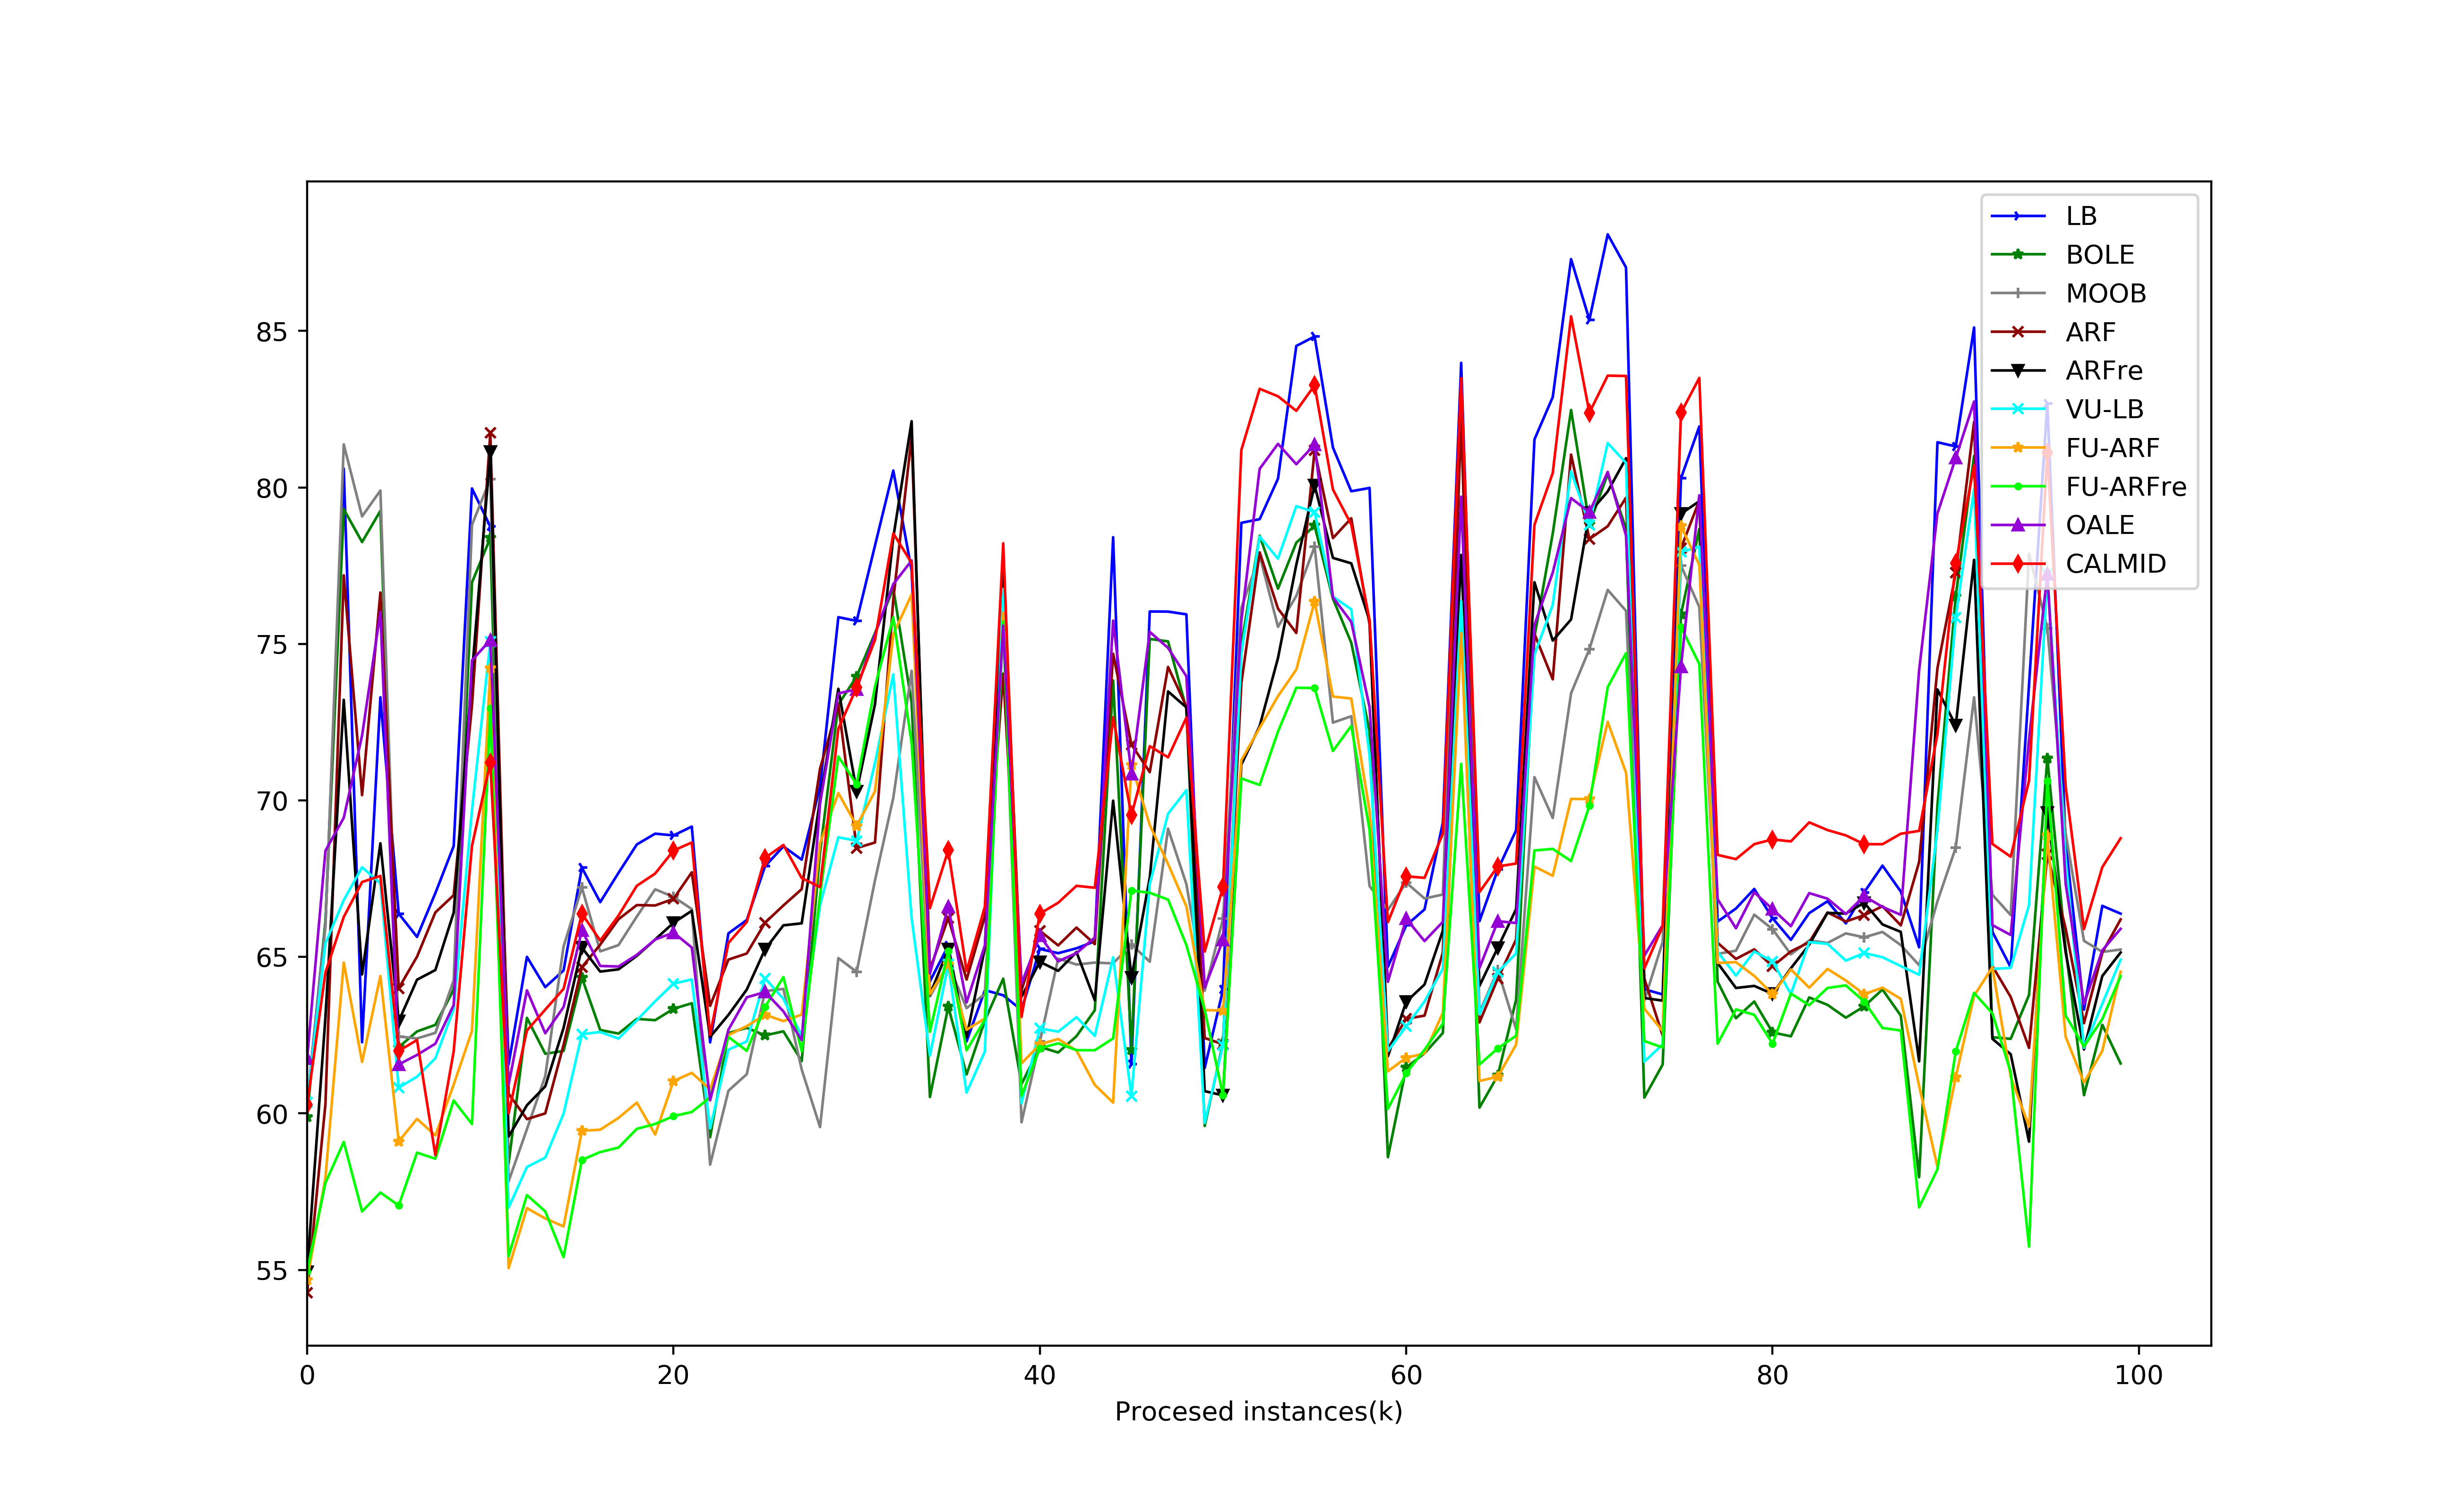 85
80
75
70
65
60
55
0 20 40 60 80 100
Procesed instances(k)
LB
BOLE
MOOB
ARF
ARFre
VU-LB
FU-ARF
FU-ARFre
OALE
CALMID